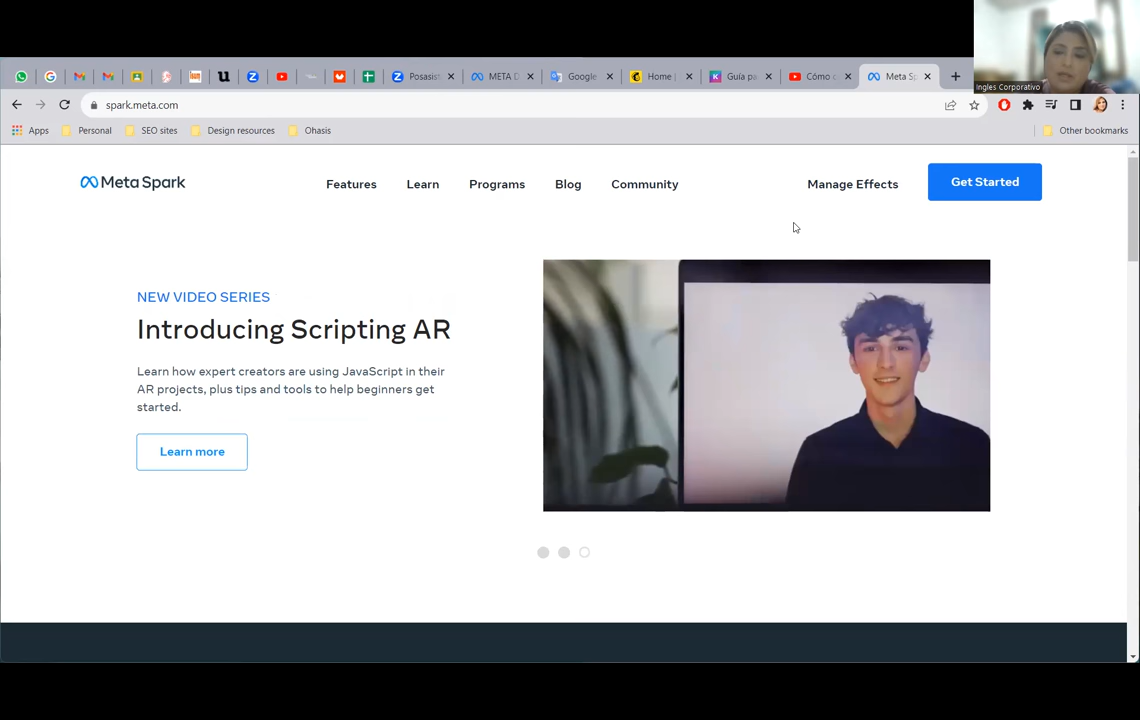 Ingles Corporativo
Posasist
META D
Google
Home |
Guía pa
Cómo c
Meta Sp
spark.meta.com
Apps
Personal
SEO sites
Design resources
Ohasis
Other bookmarks
Meta Spark
Features
Learn
Programs
Blog
Community
Manage Effects
Get Started
NEW VIDEO SERIES
Introducing Scripting AR
Learn how expert creators are using JavaScript in their
AR projects, plus tips and tools to help beginners get
started.
Learn more